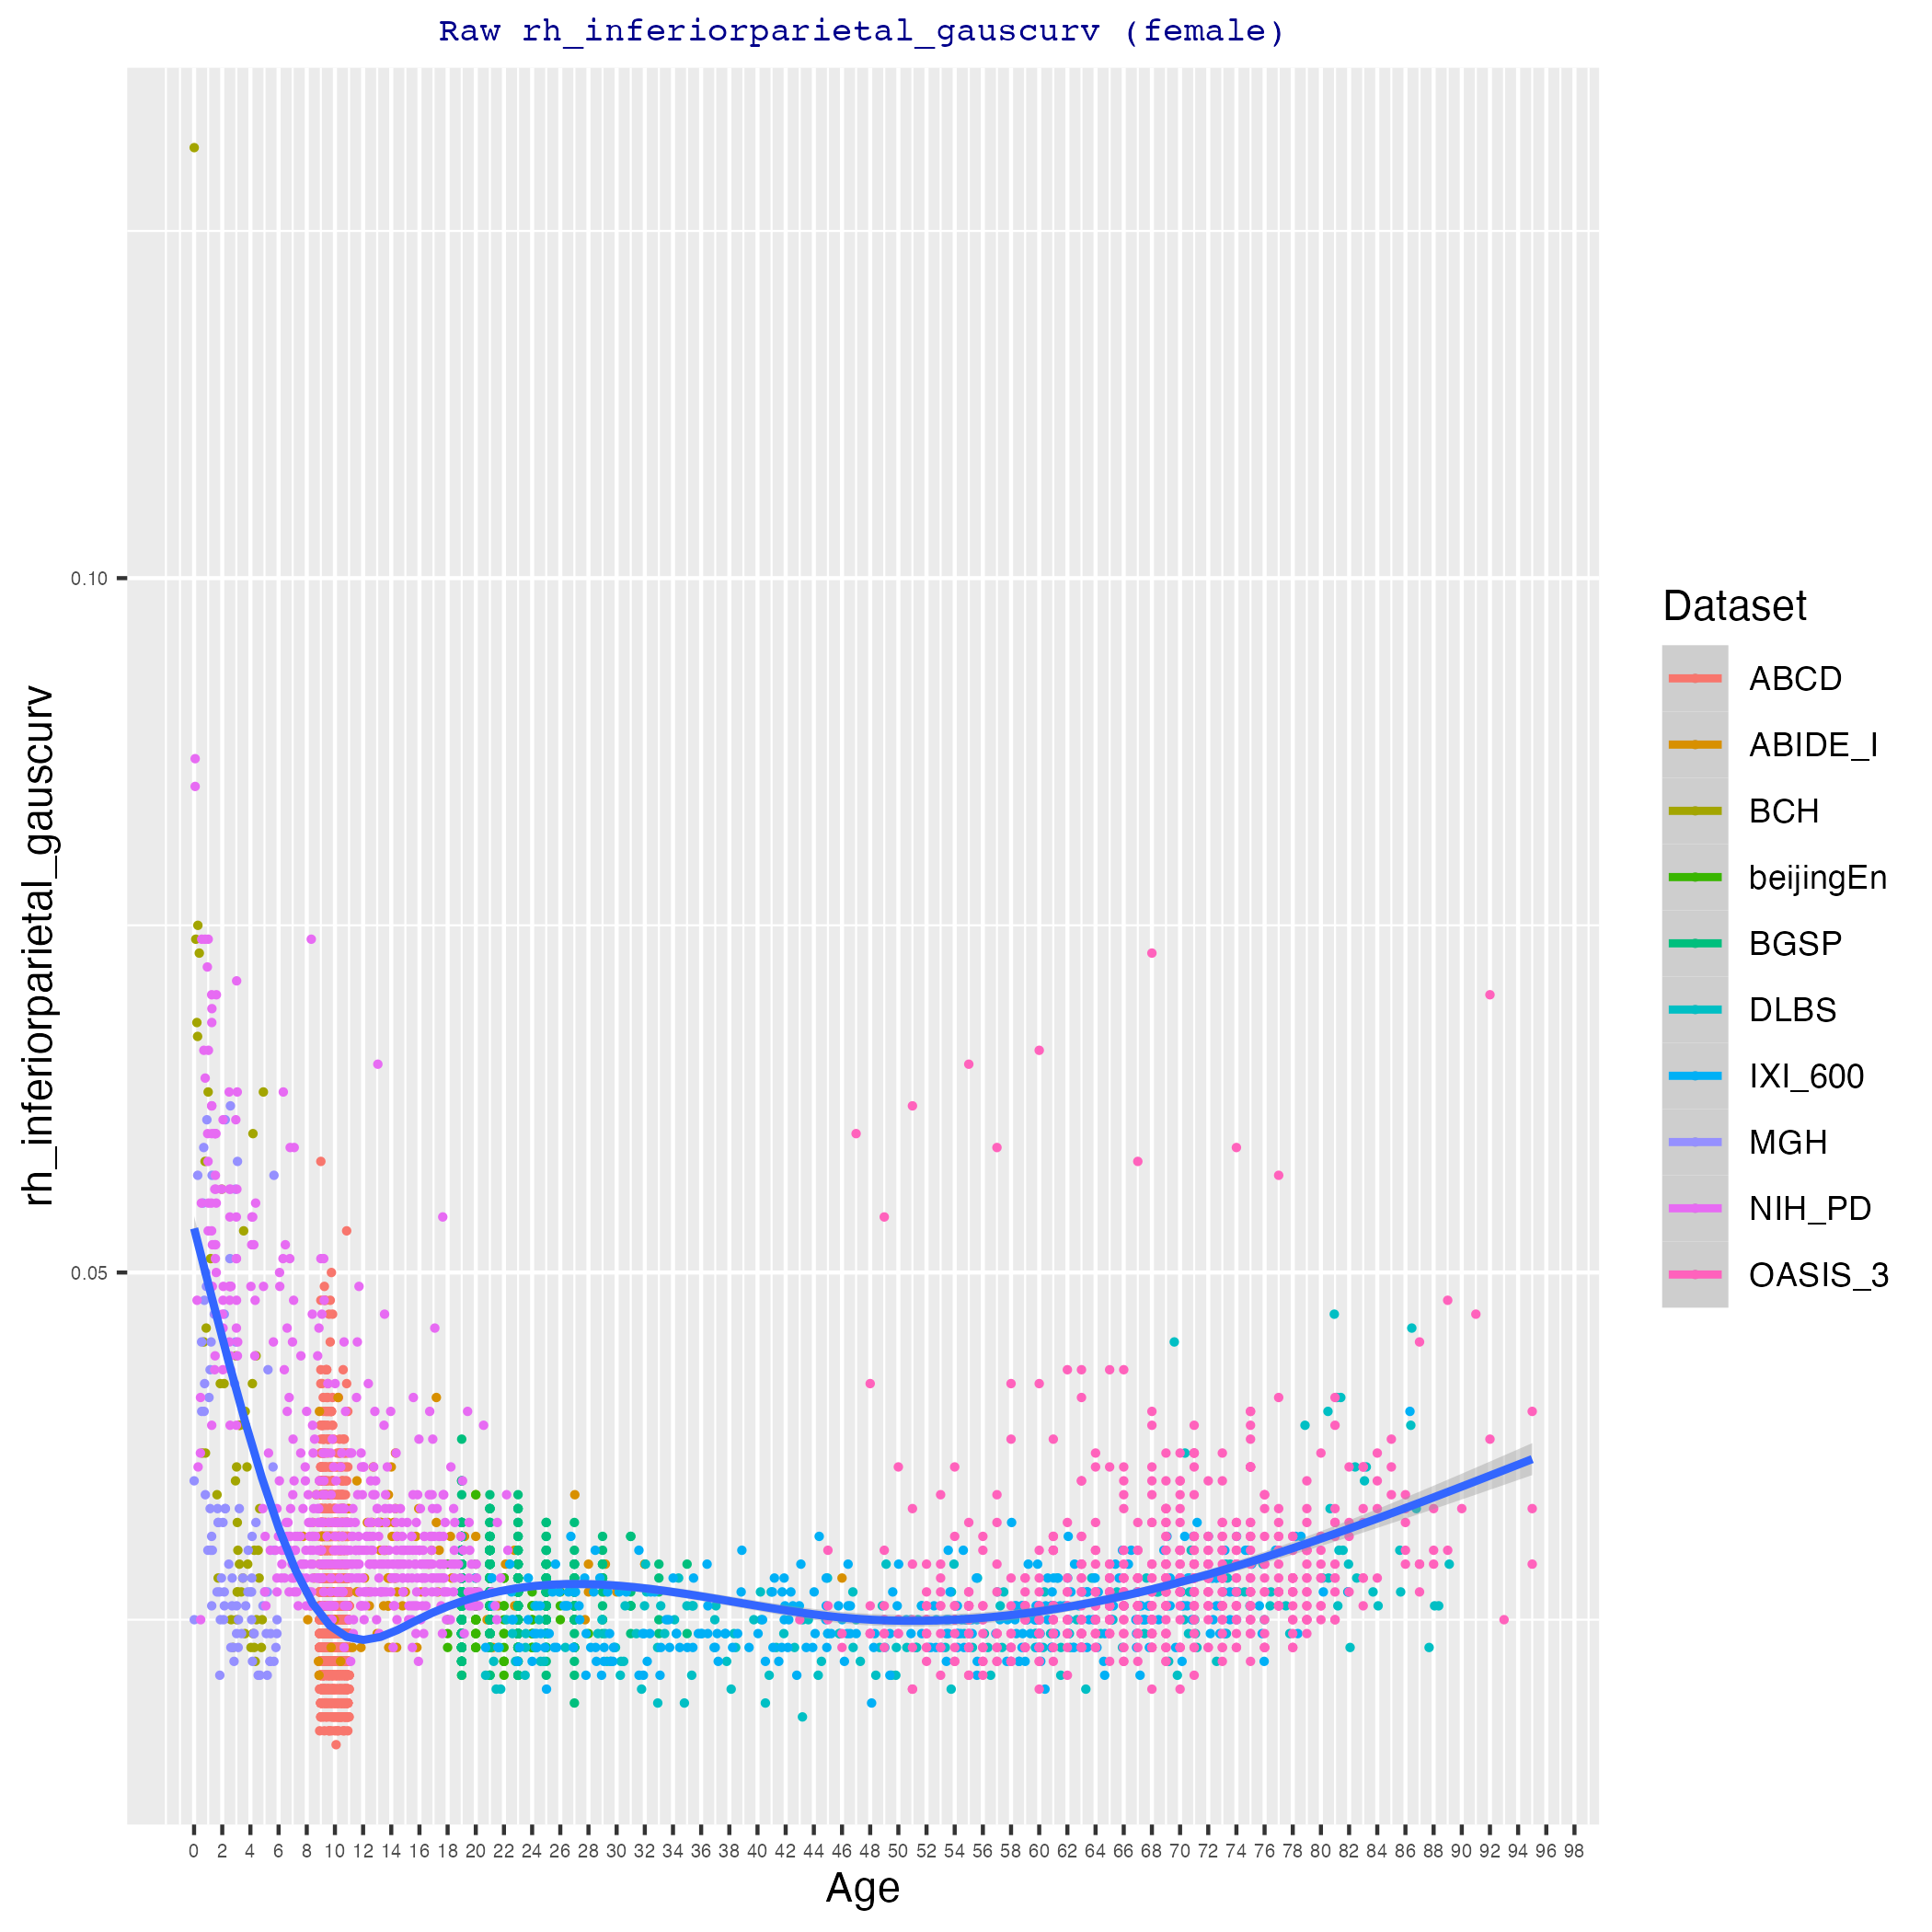 Raw rh_inferiorparietal_gauscurv (female)
rh_inferiorparietal_gauscurv
0.10
0.05
0 2 4 6 8 10 12 14 16 18 20 22 24 26 28 30 32 34 36 38 40 42 44 46 48 50 52 54 56 58 60 62 64 66 68 70 72 74 76 78 80 82 84 86 88 90 92 94 96 98
Age
Dataset
ABCD
ABIDE_I
BCH
beijingEn
BGSP
DLBS
IXI_600
MGH
NIH_PD
OASIS_3